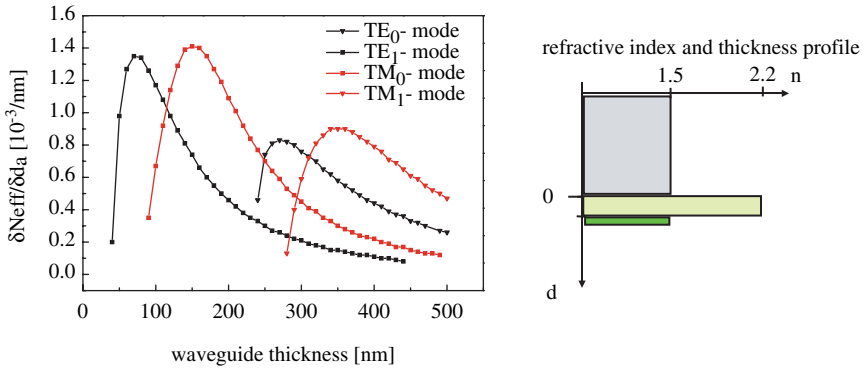 TE₀- mode
TE₁- mode
TM₀- mode
TM₁- mode
1.6
1.4
1.2
1.0
0.8
0.6
0.4
0.2
0.0
δNeff/δda [10⁻³/nm]
0 100 200 300 400 500
waveguide thickness [nm]
refractive index and thickness profile
1.5 2.2 n
0
d